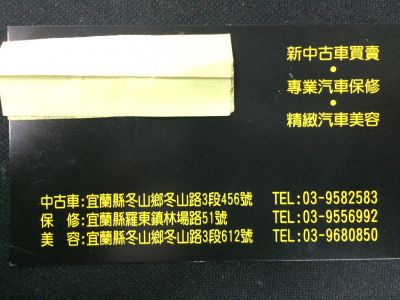 新中古車買賣
•
專業汽車保修
•
精緻汽車美容
中古車:宜蘭縣冬山鄉冬山路3段456號 TEL:03-9582583
保 修:宜蘭縣羅東鎮林場路51號 TEL:03-9556992
美 容:宜蘭縣冬山鄉冬山路3段612號 TEL:03-9680850